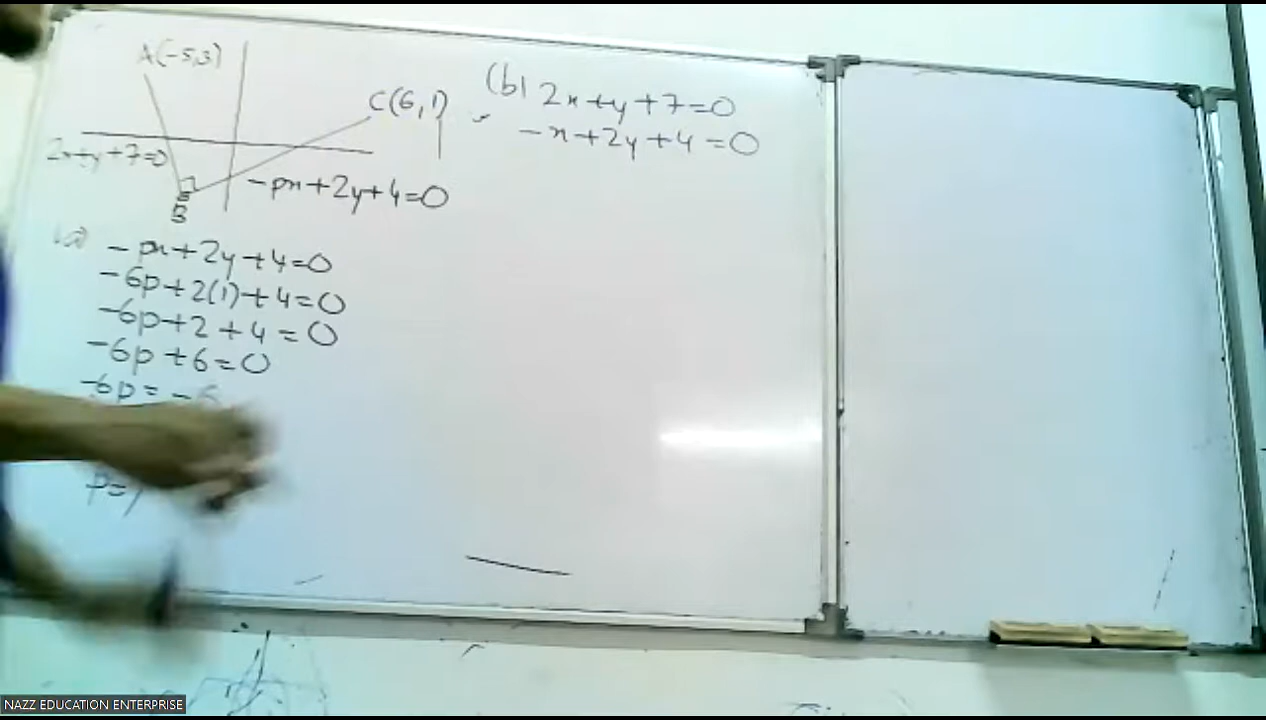 A(-5,3)
C(6,1)
2x+y+7=0
-px+2y+4=0
B
(a) -px+2y+4=0
-6p+2(1)+4=0
-6p+2+4=0
-6p+6=0
-6p=-6
p=1
(b) 2x+y+7=0
-x+2y+4=0
NAZZ EDUCATION ENTERPRISE